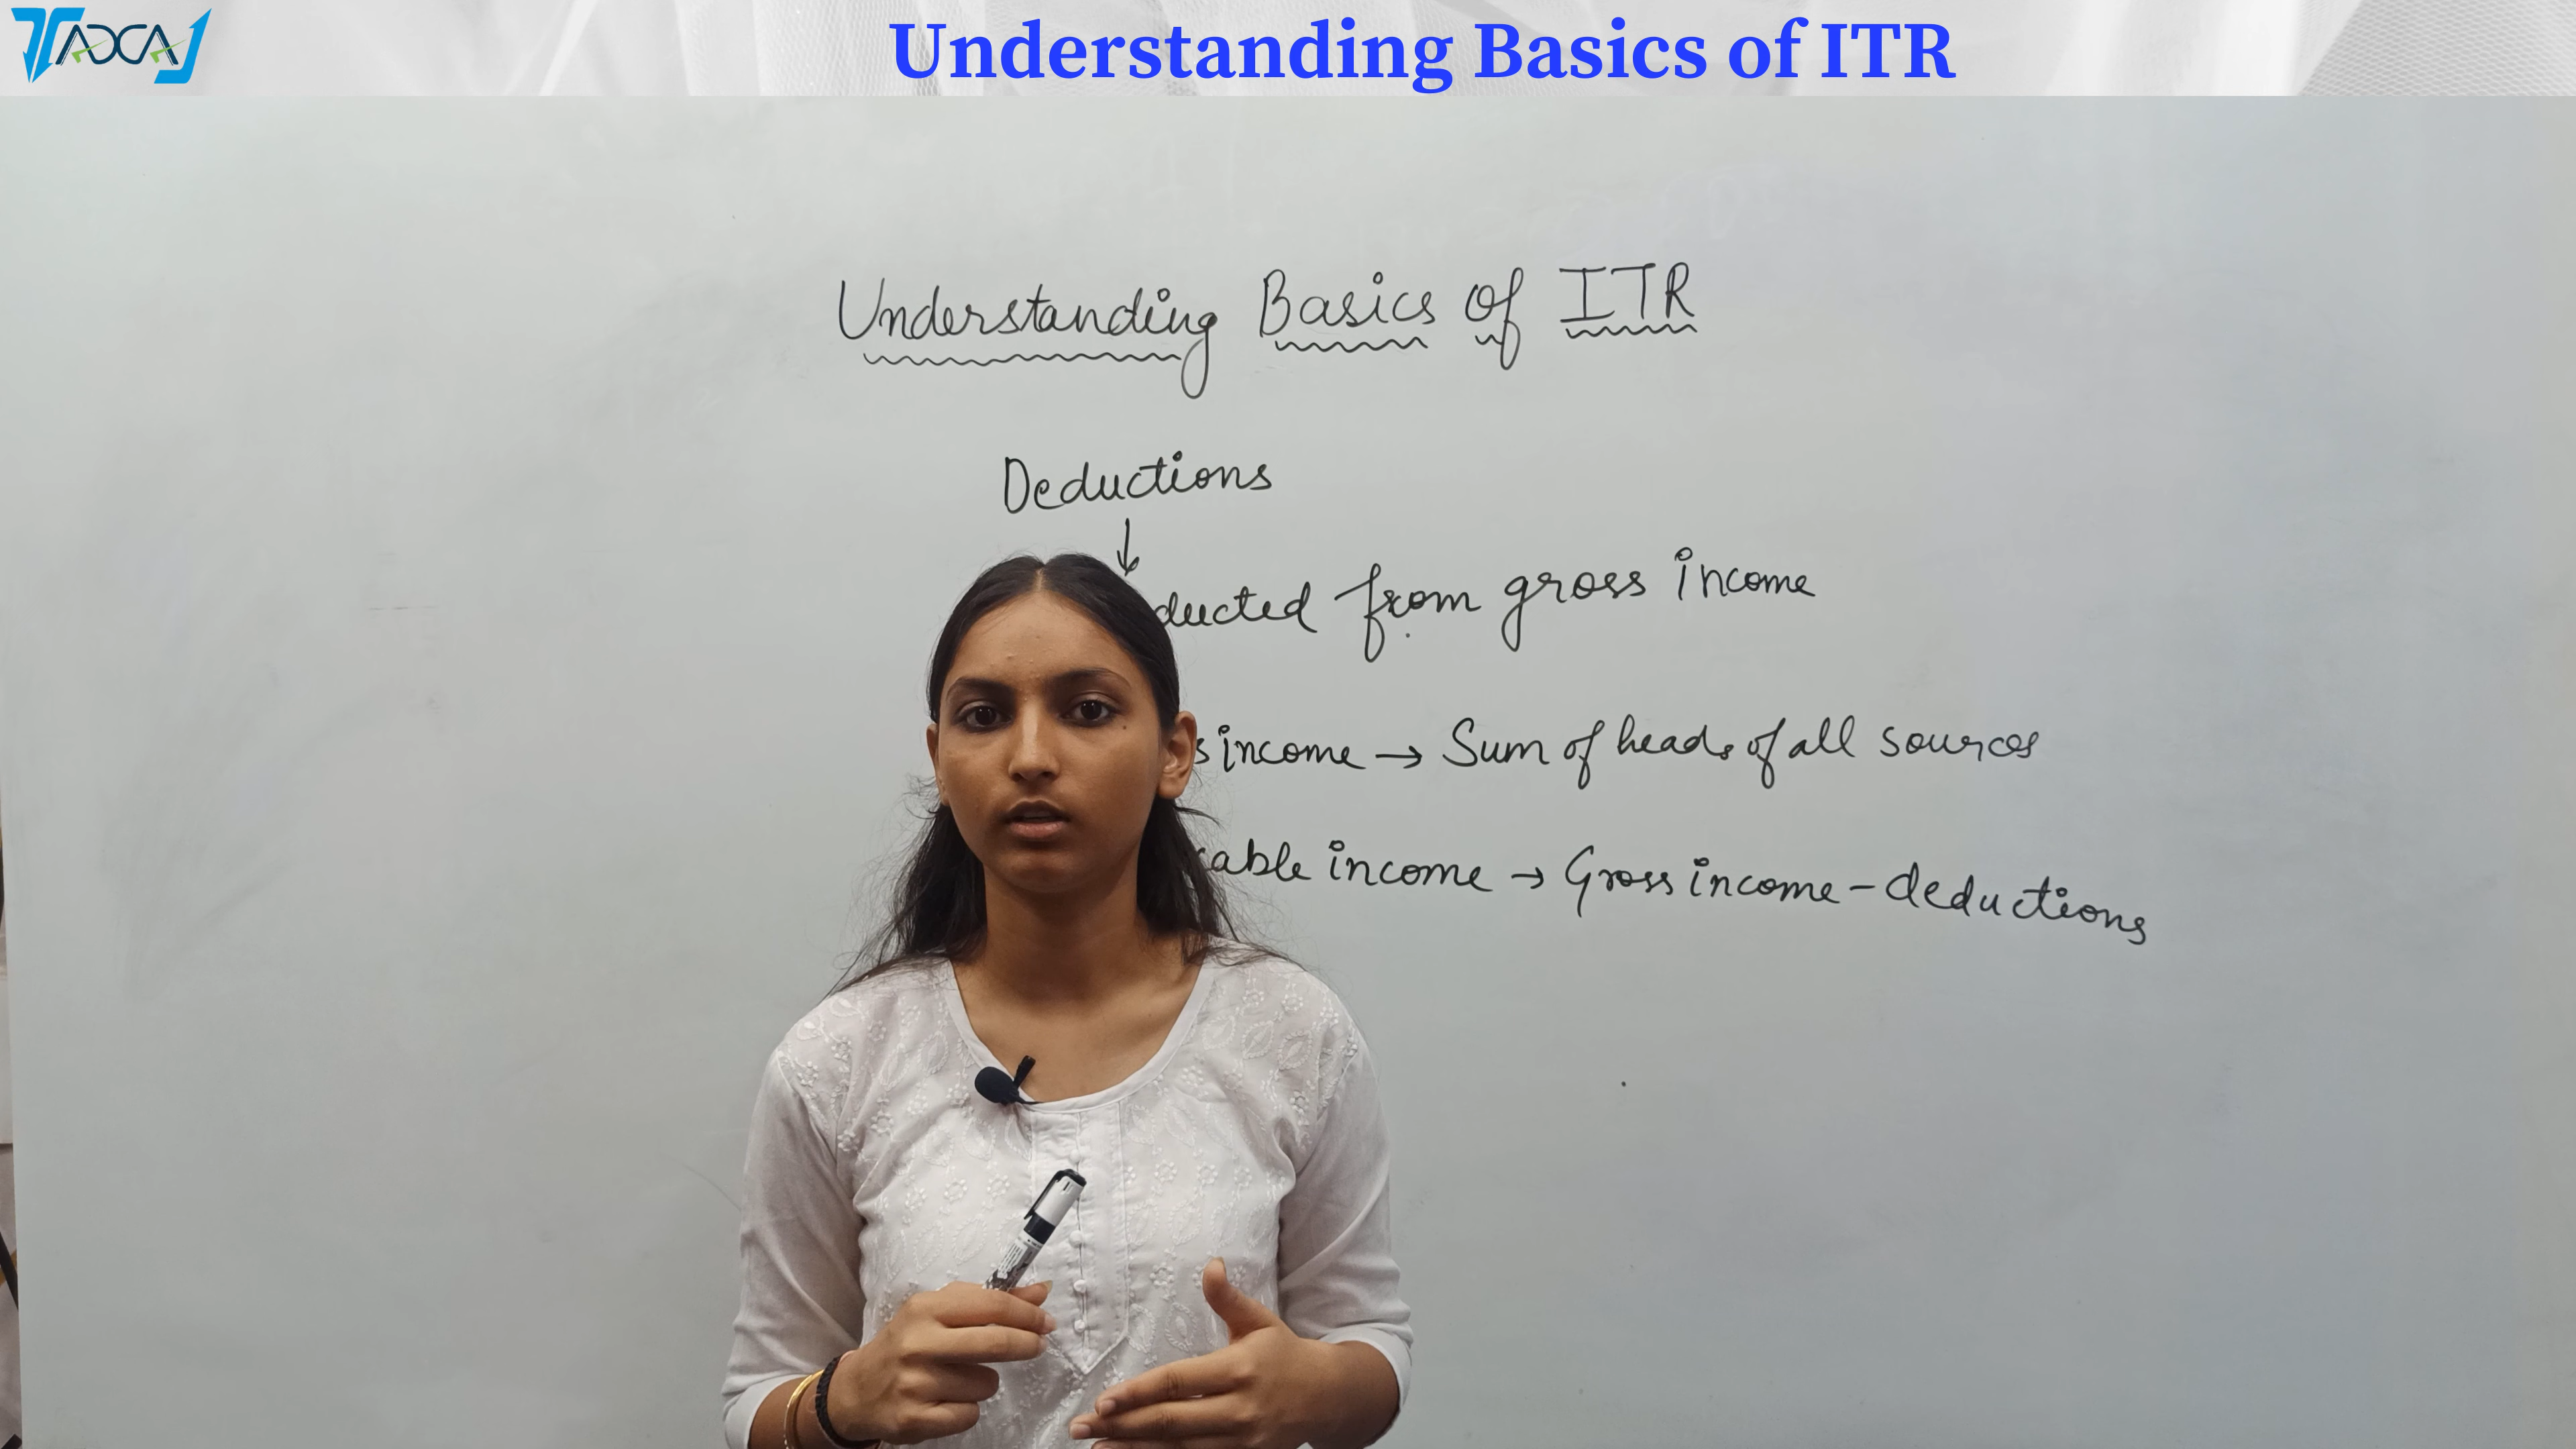 TAXAJ
Understanding Basics of ITR
Understanding Basics of ITR
Deductions
ducted from gross income
s income → Sum of heads of all sources
able income → Gross income - deductions